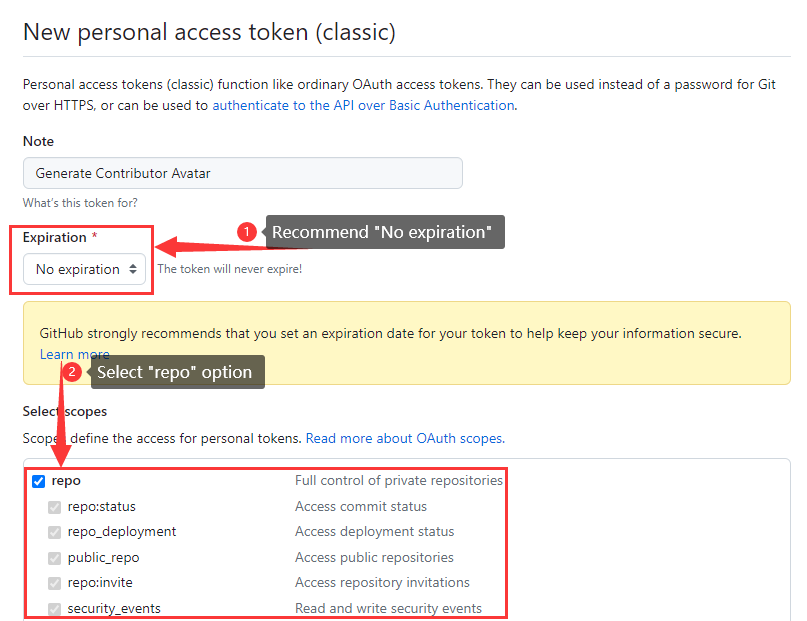 New personal access token (classic)
Personal access tokens (classic) function like ordinary OAuth access tokens. They can be used instead of a password for Git
over HTTPS, or can be used to authenticate to the API over Basic Authentication.
Note
Generate Contributor Avatar
What's this token for?
1 Recommend "No expiration"
Expiration *
No expiration
The token will never expire!
GitHub strongly recommends that you set an expiration date for your token to help keep your information secure.
Learn more
2 Select "repo" option
Select scopes
Scopes define the access for personal tokens. Read more about OAuth scopes.
repo Full control of private repositories
repo:status Access commit status
repo_deployment Access deployment status
public_repo Access public repositories
repo:invite Access repository invitations
security_events Read and write security events